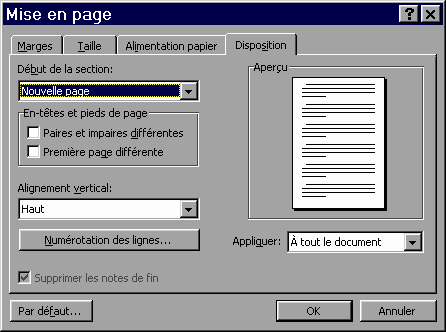 Mise en page
Marges
Taille
Alimentation papier
Disposition
Début de la section:
Nouvelle page
En-têtes et pieds de page
Paires et impaires différentes
Première page différente
Alignement vertical:
Haut
Numérotation des lignes...
Aperçu
Appliquer:
À tout le document
Supprimer les notes de fin
Par défaut...
OK
Annuler